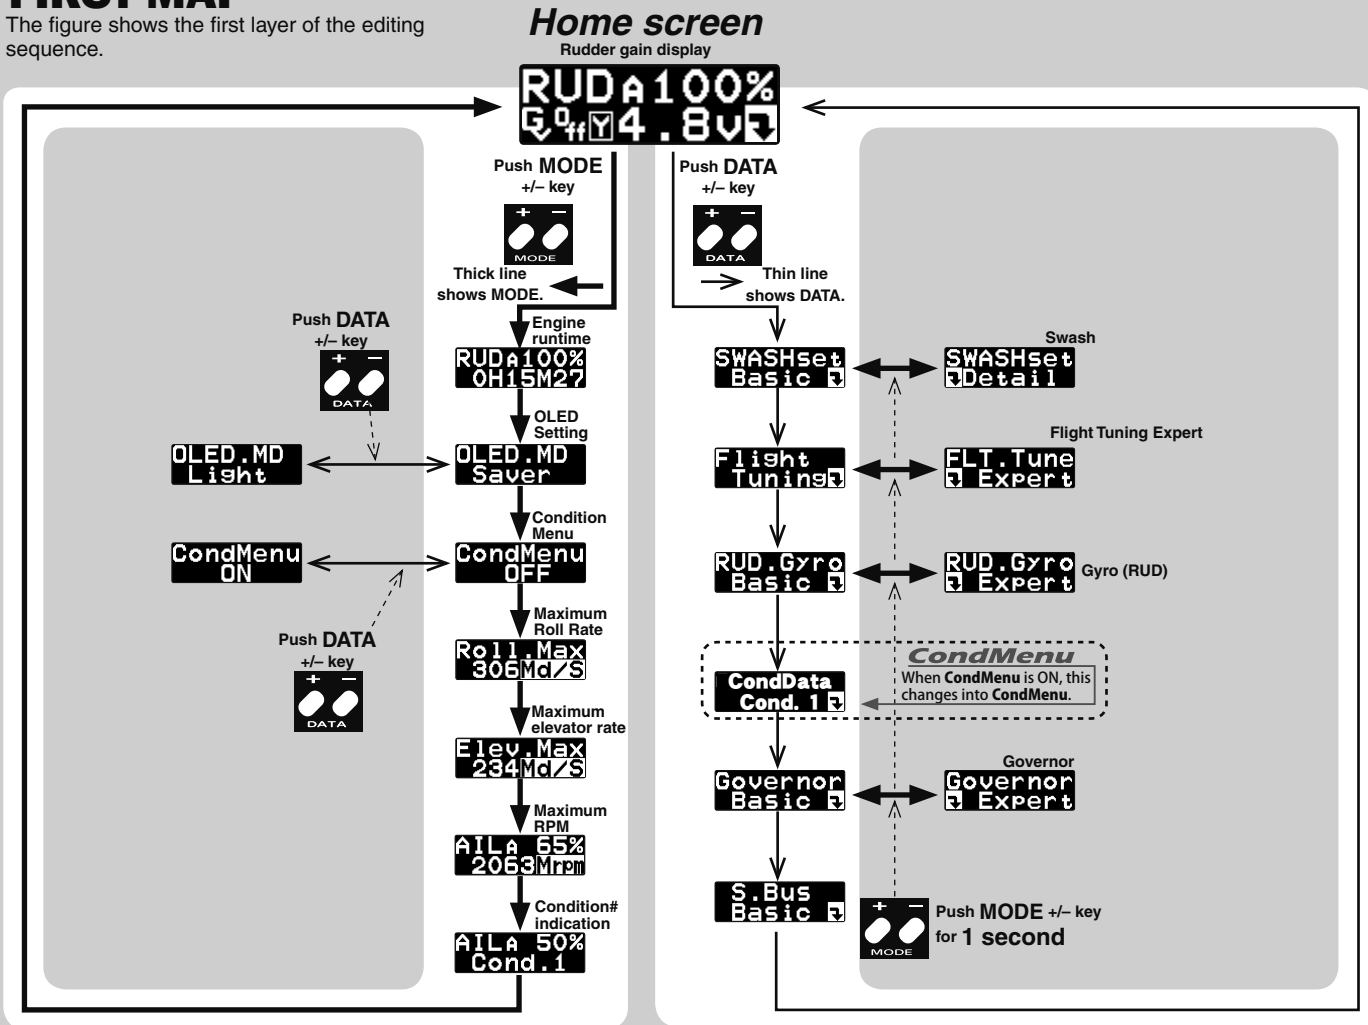 FIRST MAP
The figure shows the first layer of the editing
sequence.
Home screen
Rudder gain display
RUDA100%
G Off Y 4.8v
Push MODE
+/– key
+ –
MODE
Thick line
shows MODE.
Push DATA
+/– key
+ –
DATA
Thin line
shows DATA.
Engine
runtime
RUDA100%
0H15M27
Push DATA
+/– key
+ –
DATA
OLED
Setting
OLED.MD
Light
OLED.MD
Saver
Condition
Menu
CondMenu
ON
CondMenu
OFF
Push DATA
+/– key
+ –
DATA
Maximum
Roll Rate
Roll.Max
306Md/S
Maximum
elevator rate
Elev.Max
234Md/S
Maximum
RPM
AILA 65%
2063Mrpm
Condition#
indication
AILA 50%
Cond.1
SWASHset
Basic
Swash
SWASHset
Detail
Flight
Tuning
Flight Tuning Expert
FLT.Tune
Expert
RUD.Gyro
Basic
RUD.Gyro
Expert
Gyro (RUD)
CondMenu
When CondMenu is ON, this
changes into CondMenu.
CondData
Cond. 1
Governor
Basic
Governor
Governor
Expert
S.Bus
Basic
+ –
MODE
Push MODE +/– key
for 1 second